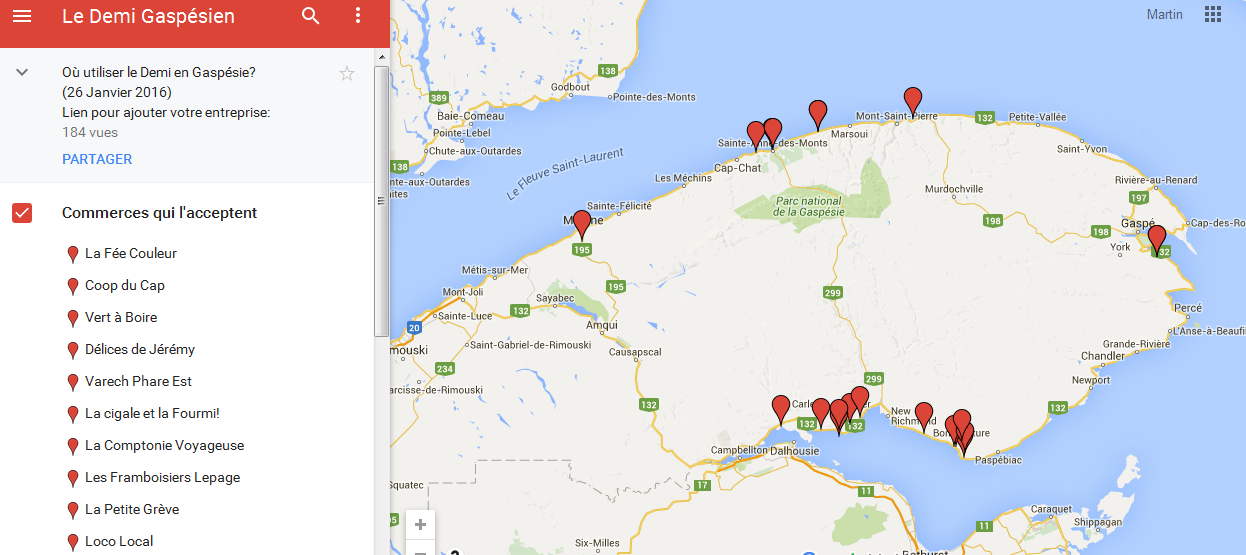 Le Demi Gaspésien
Où utiliser le Demi en Gaspésie?
(26 Janvier 2016)
Lien pour ajouter votre entreprise:
184 vues
PARTAGER
Commerces qui l'acceptent
La Fée Couleur
Coop du Cap
Vert à Boire
Délices de Jérémy
Varech Phare Est
La cigale et la Fourmi!
La Comptonie Voyageuse
Les Framboisiers Lepage
La Petite Grève
Loco Local
Martin
138
Godbout
389
Pointe-des-Monts
Baie-Comeau
Pointe-Lebel
Chute-aux-Outardes
138
nte-aux-Outardes
ites
Le Fleuve Saint-Laurent
Mont-Saint-Pierre
132
Petite-Vallée
Marsoui
Sainte-Anne-des-Monts
Cap-Chat
Saint-Yvon
Les Méchins
Rivière-au-Renard
Murdochville
197
Parc national
de la Gaspésie
Sainte-Félicité
198
Gaspé
Cap-des-Ro
198
York
132
195
Métis-sur-Mer
195
299
Mont-Joli
Sayabec
Sainte-Luce
132
Percé
20
Amqui
L'Anse-à-Beaufil
mouski
Saint-Gabriel-de-Rimouski
Causapscal
Grande-Rivière
Chandler
234
299
Newport
arcisse-de-Rimouski
132
132
132
132
New
Richmond
Campbellton
Dalhousie
Paspébiac
Squatec
17
11
Caraquet
Shippagan
11
Six-Milles
Bathurst
+